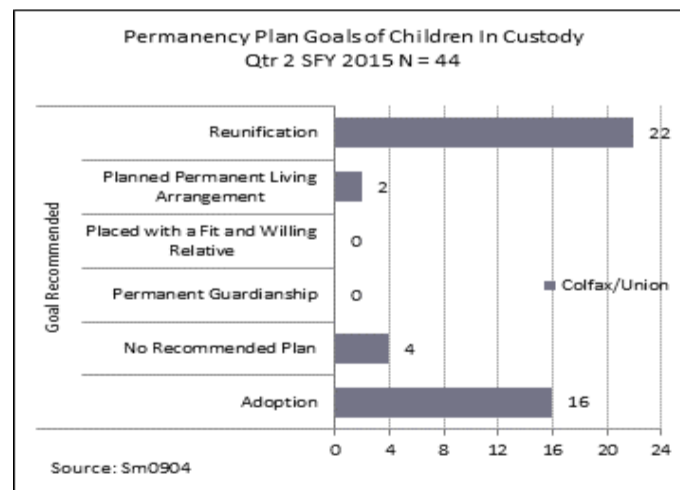 Permanency Plan Goals of Children In Custody
Qtr 2 SFY 2015 N = 44
Goal Recommended
Reunification
22
Planned Permanent Living
Arrangement
2
Placed with a Fit and Willing
Relative
0
Permanent Guardianship
0
No Recommended Plan
4
Adoption
16
Colfax/Union
0 4 8 12 16 20 24
Source: Sm0904